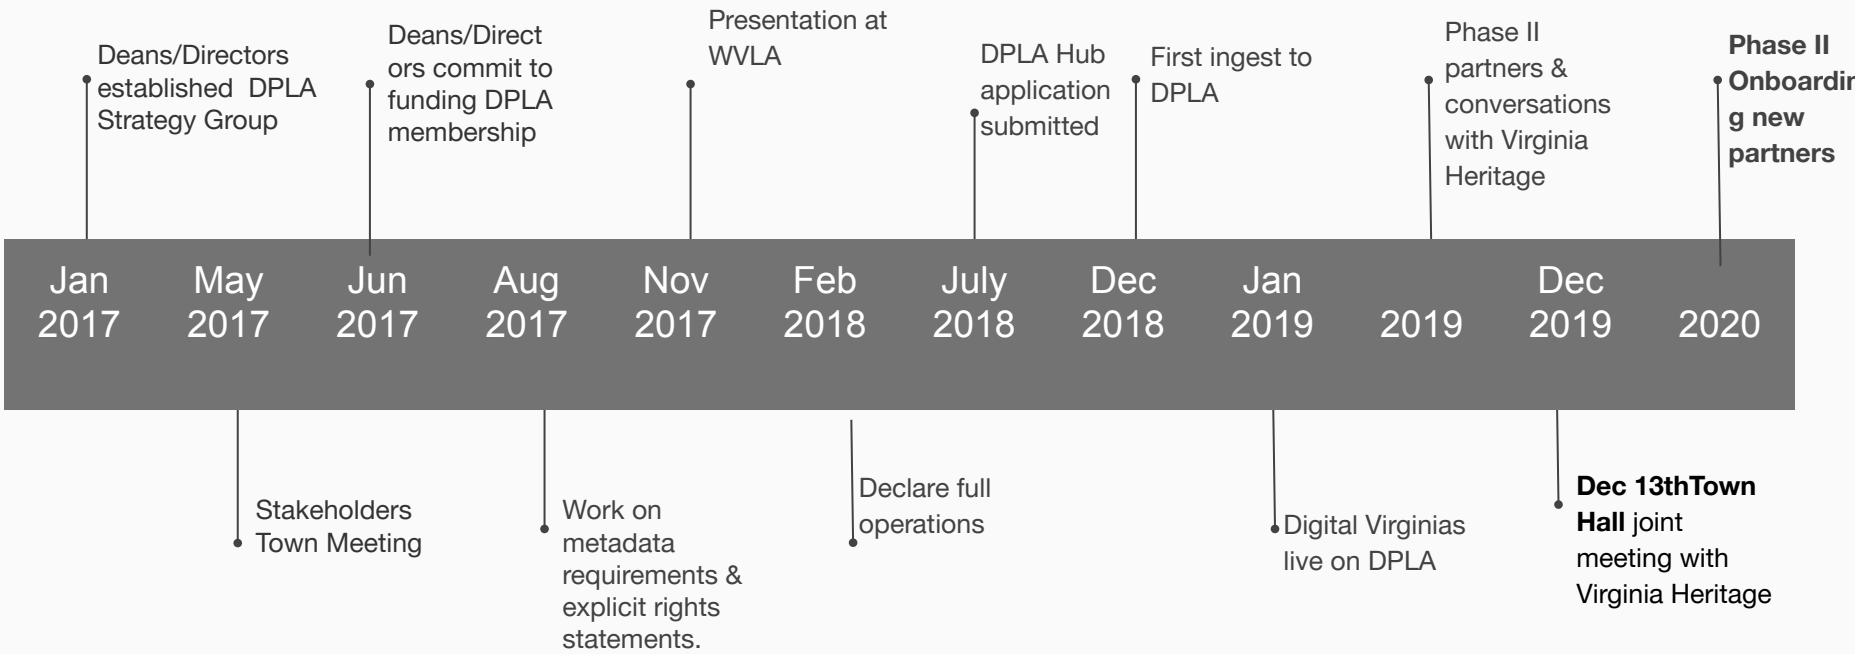 Deans/Directors
established  DPLA
Strategy Group
Deans/Direct
ors commit to
funding DPLA
membership
Presentation at
WVLA
DPLA Hub
application
submitted
First ingest to
DPLA
Phase II
partners &
conversations
with Virginia
Heritage
Phase II
Onboardin
g new
partners
Jan
2017
May
2017
Jun
2017
Aug
2017
Nov
2017
Feb
2018
July
2018
Dec
2018
Jan
2019
2019
Dec
2019
2020
Stakeholders
Town Meeting
Work on
metadata
requirements &
explicit rights
statements.
Declare full
operations
Digital Virginias
live on DPLA
Dec 13thTown
Hall joint
meeting with
Virginia Heritage